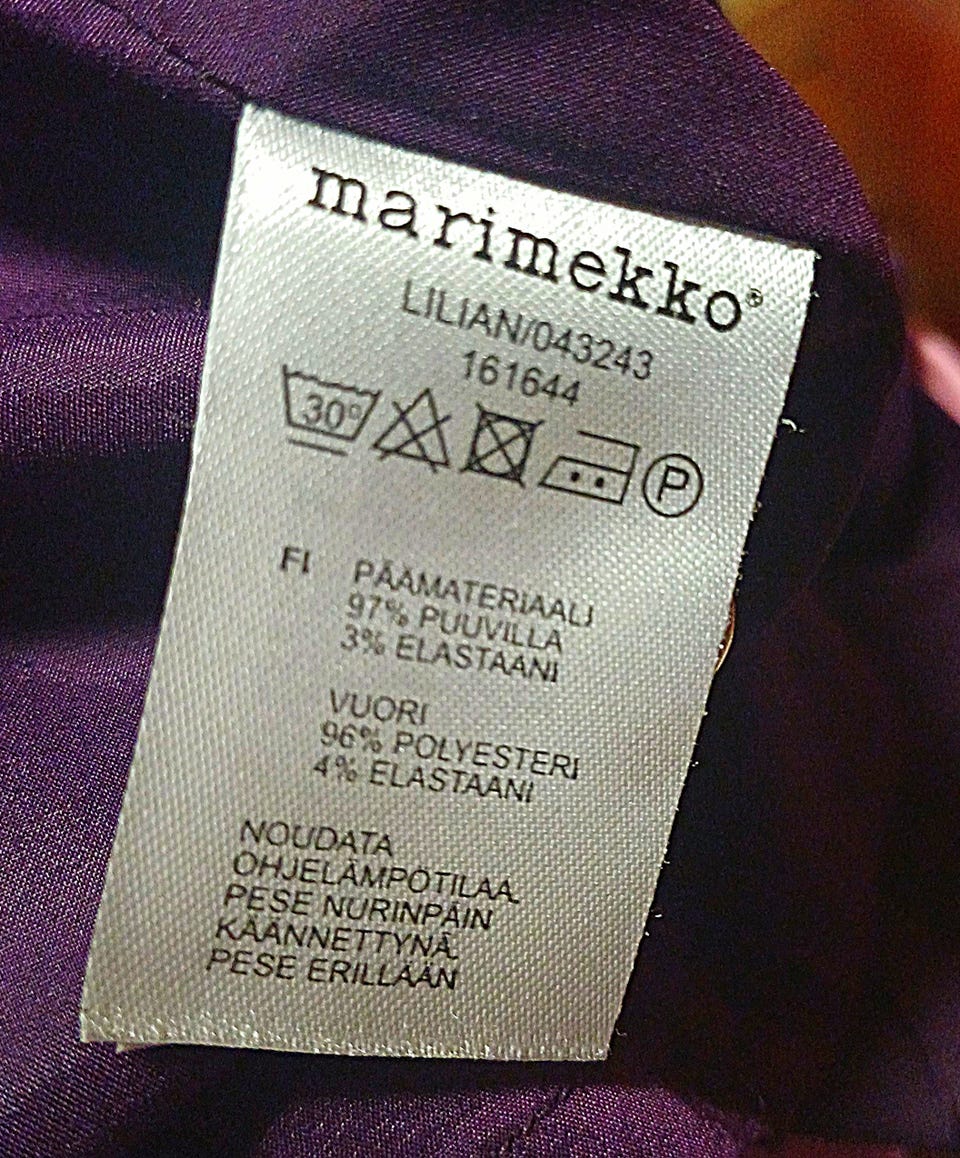 marimekko®
LILIAN/043243
161644
30° P
FI PÄÄMATERIAALI
97% PUUVILLA
3% ELASTAANI
VUORI
96% POLYESTERI
4% ELASTAANI
NOUDATA
OHJELÄMPÖTILAA.
PESE NURINPÄIN
KÄÄNNETTYNÄ.
PESE ERILLÄÄN